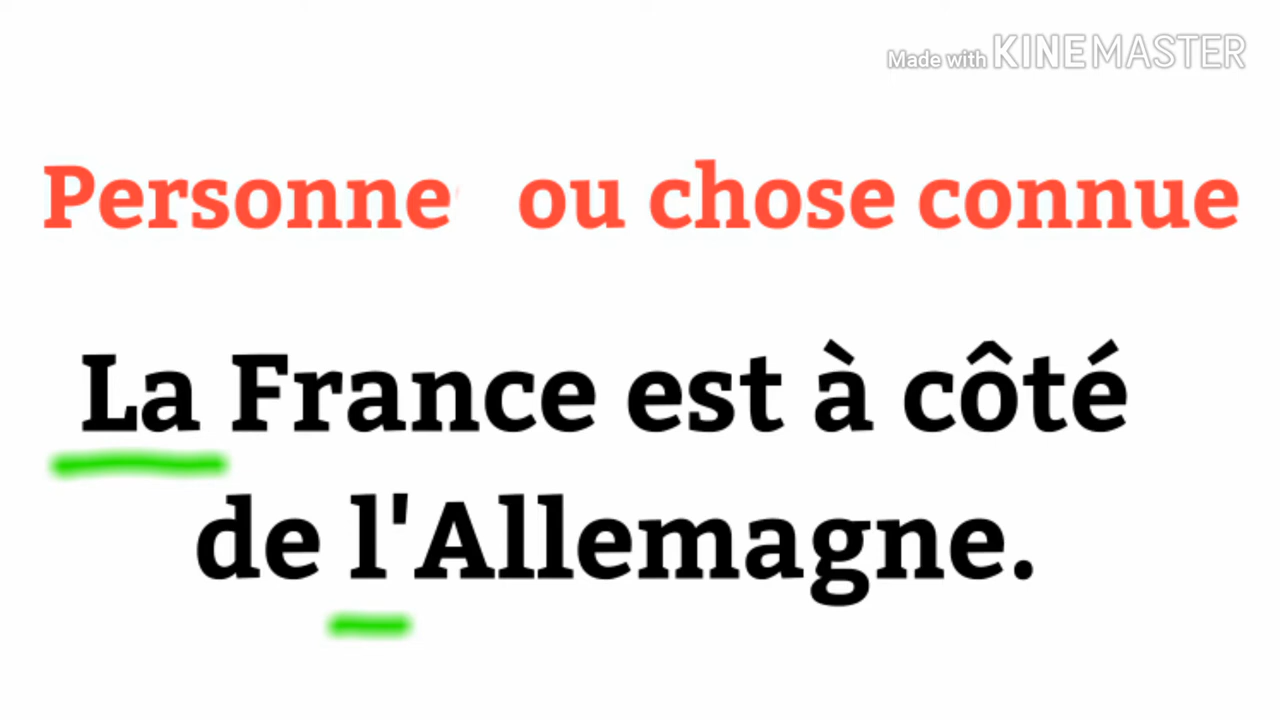 Made with KINEMASTER
Personne ou chose connue
La France est à côté
de l'Allemagne.